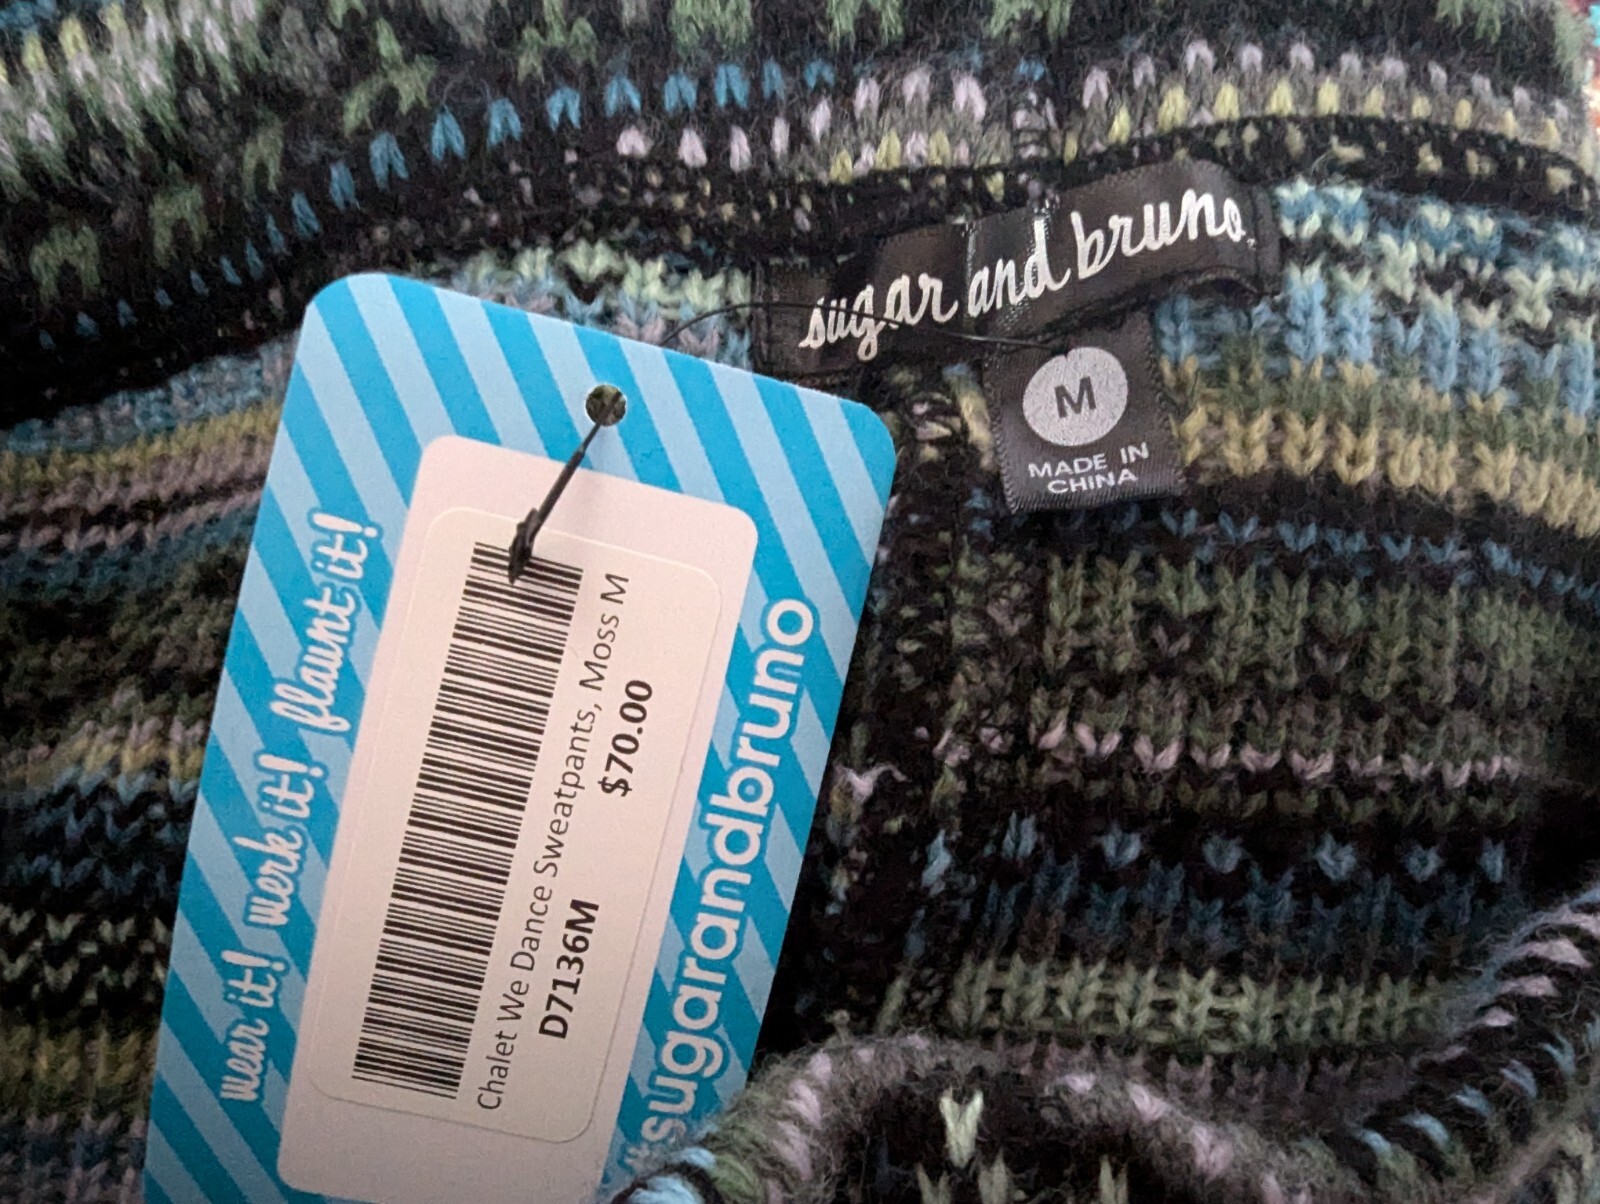 sugar and bruno
M
MADE IN
CHINA
wear it! werk it! flaunt it!
Chalet We Dance Sweatpants, Moss M
D7136M $70.00
#sugarandbruno